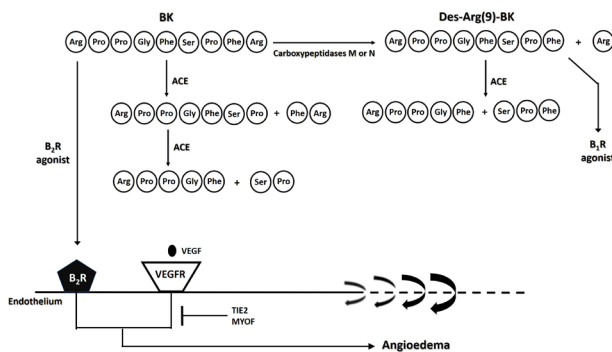 BK
Des-Arg(9)-BK
Arg Pro Pro Gly Phe Ser Pro Phe Arg
Carboxypeptidases M or N
Arg Pro Pro Gly Phe Ser Pro Phe + Arg
ACE
ACE
Arg Pro Pro Gly Phe Ser Pro + Phe Arg
Arg Pro Pro Gly Phe + Ser Pro Phe
ACE
B₂R
agonist
B₁R
agonist
Arg Pro Pro Gly Phe + Ser Pro
VEGF
B₂R
VEGFR
Endothelium
TIE2
MYOF
Angioedema